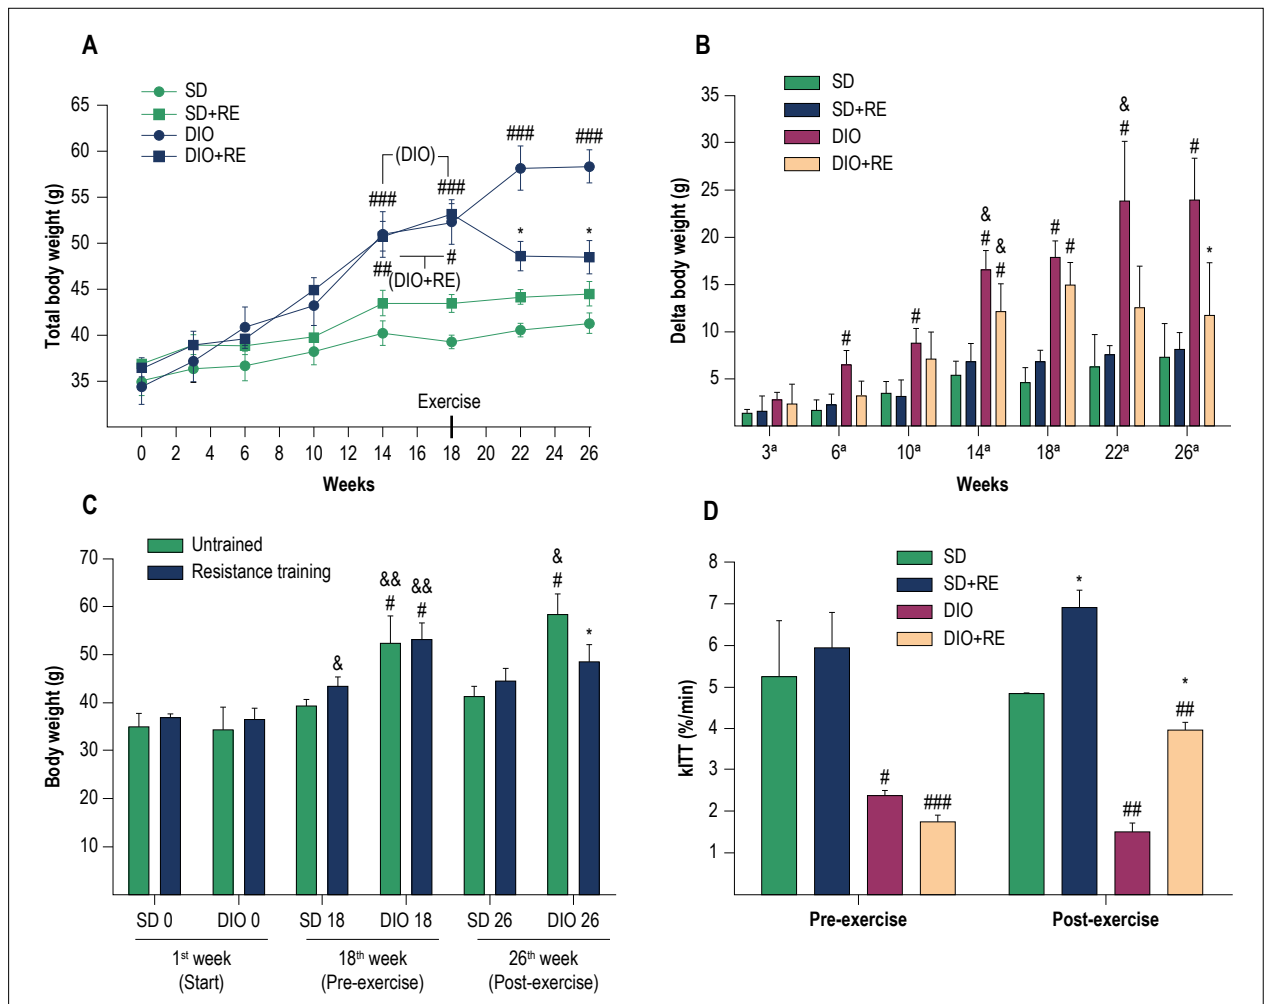 A
SD
SD+RE
DIO
DIO+RE
Total body weight (g)
65
60
55
50
45
40
35
(DIO)
###
###
###
###
*
*
##
#
(DIO+RE)
Exercise
0 2 4 6 8 10 12 14 16 18 20 22 24 26
Weeks
B
SD
SD+RE
DIO
DIO+RE
Delta body weight (g)
35
30
25
20
15
10
5
#
#
&
#
&
#
#
#
&
#
#
*
3ª 6ª 10ª 14ª 18ª 22ª 26ª
Weeks
C
Untrained
Resistance training
Body weight (g)
70
60
50
40
30
20
10
&
&&
#
&&
#
&
#
*
SD 0 DIO 0 SD 18 DIO 18 SD 26 DIO 26
1st week 18th week 26th week
(Start) (Pre-exercise) (Post-exercise)
D
SD
SD+RE
DIO
DIO+RE
kITT (%/min)
8
7
6
5
4
3
2
1
#
###
*
##
*
##
Pre-exercise Post-exercise